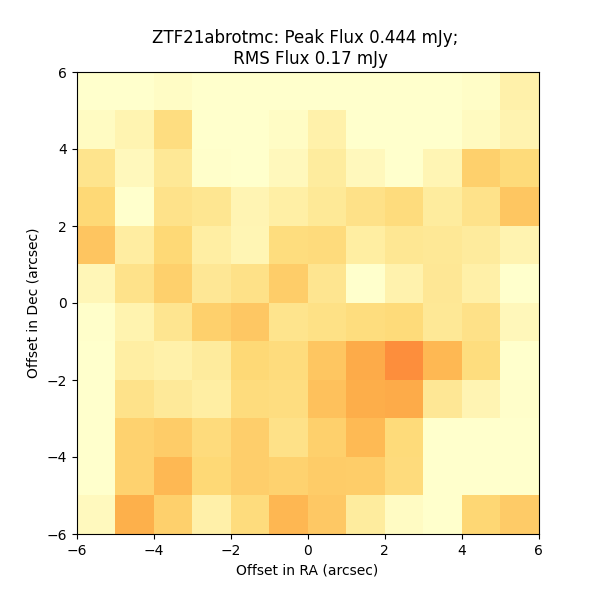 ZTF21abrotmc: Peak Flux 0.444 mJy;
RMS Flux 0.17 mJy
6
4
2
0
−2
−4
−6
Offset in Dec (arcsec)
−6 −4 −2 0 2 4 6
Offset in RA (arcsec)